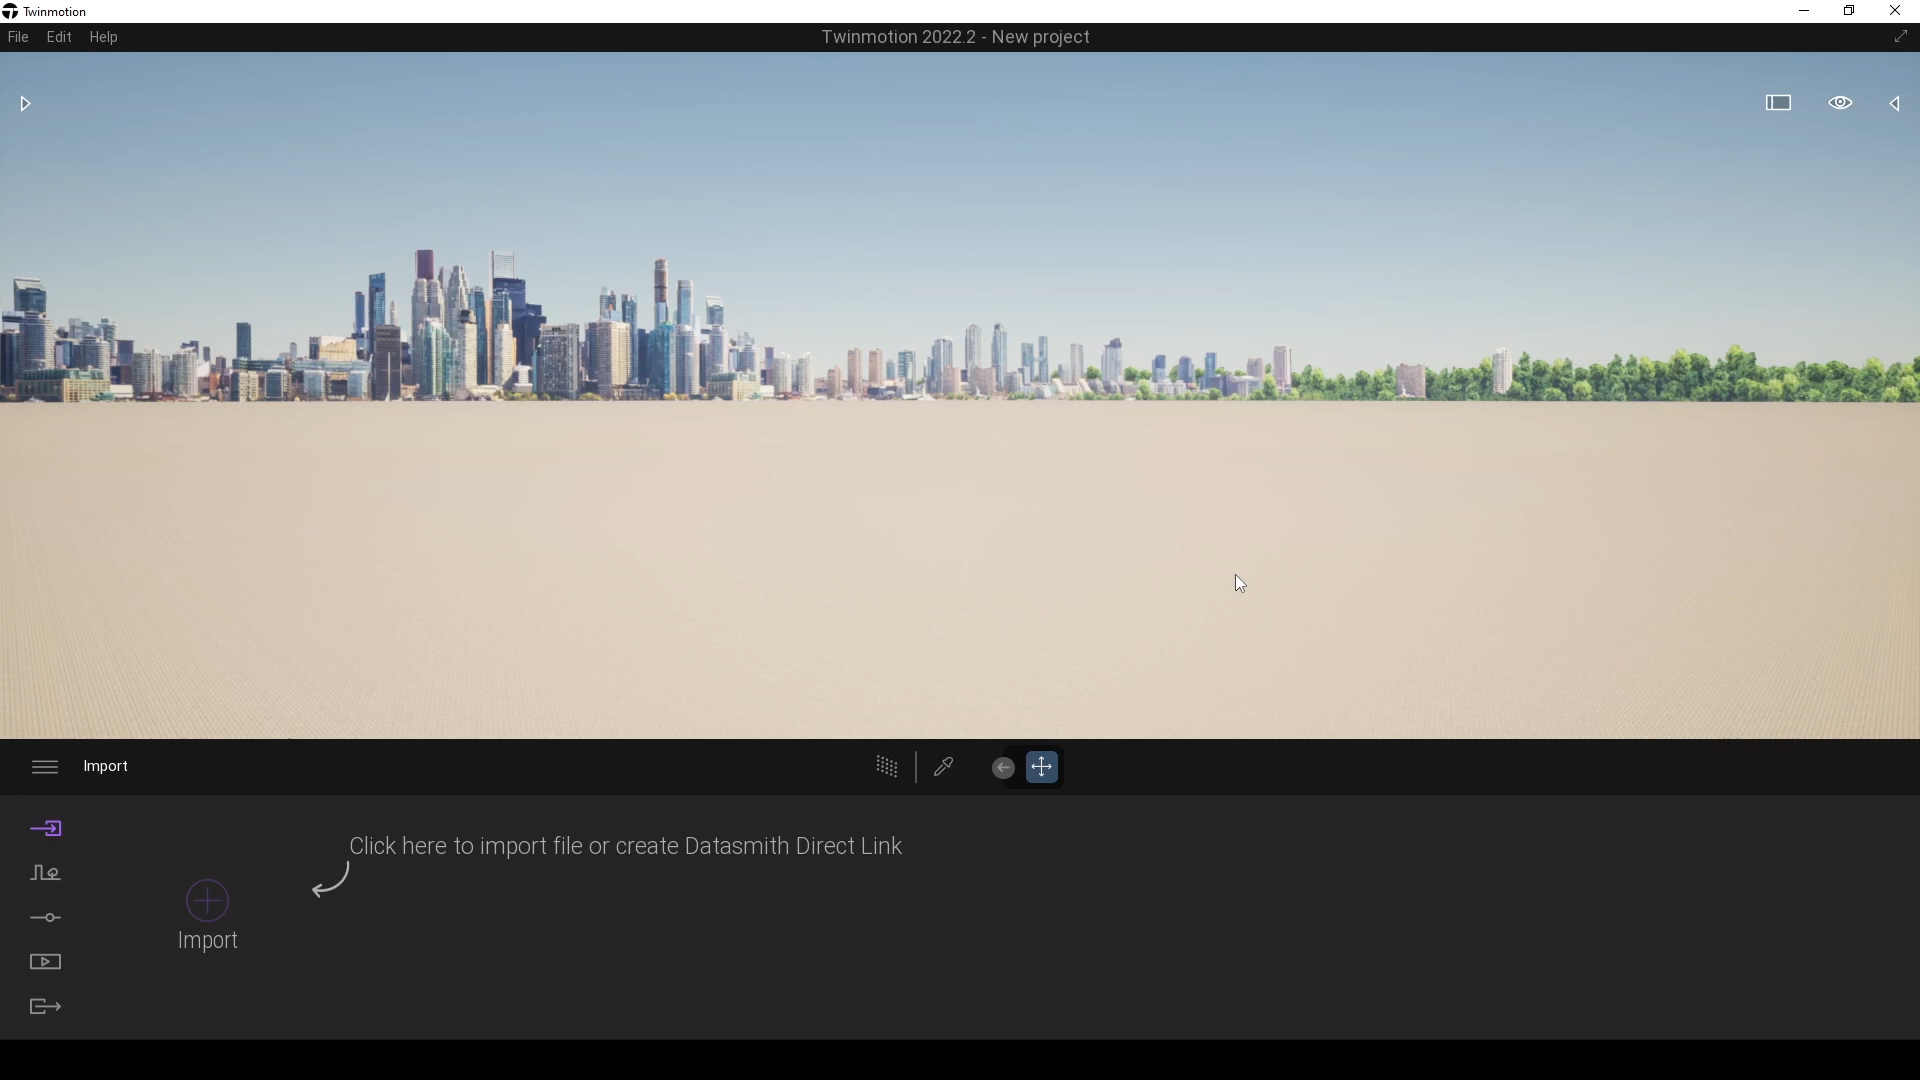 Twinmotion
File Edit Help
Twinmotion 2022.2 - New project
Import
Click here to import file or create Datasmith Direct Link
Import